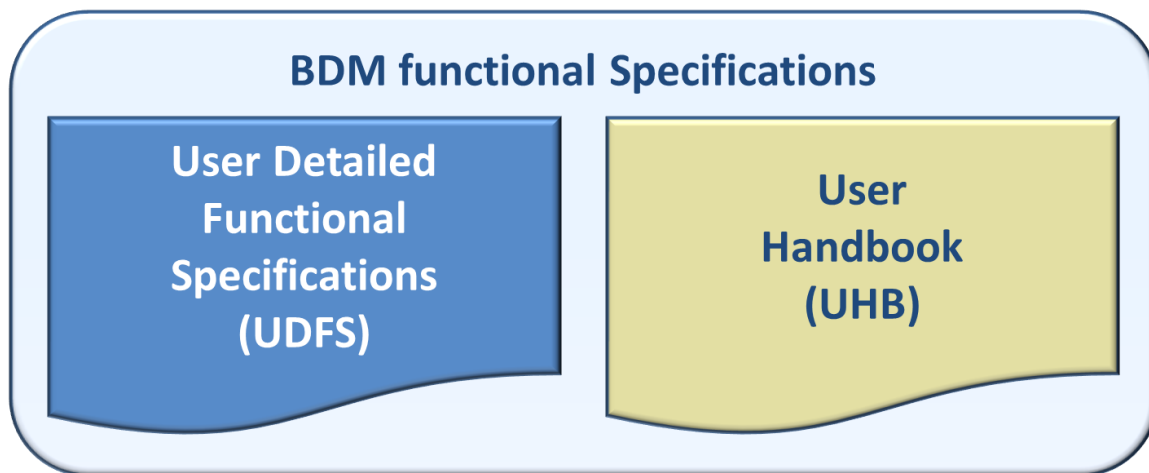 BDM functional Specifications
User Detailed
Functional
Specifications
(UDFS)
User
Handbook
(UHB)